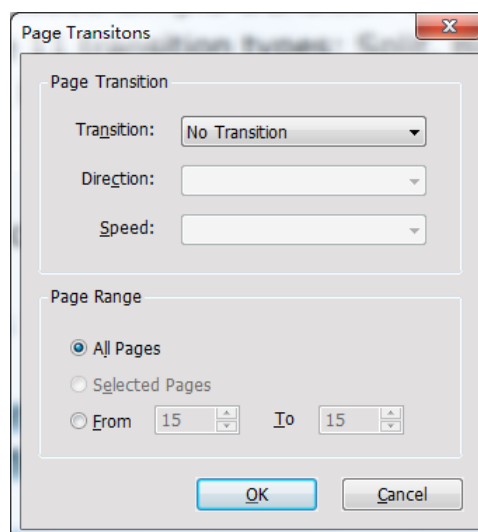 Page Transitons
Page Transition
Transition: No Transition
Direction:
Speed:
Page Range
All Pages
Selected Pages
From 15 To 15
OK Cancel